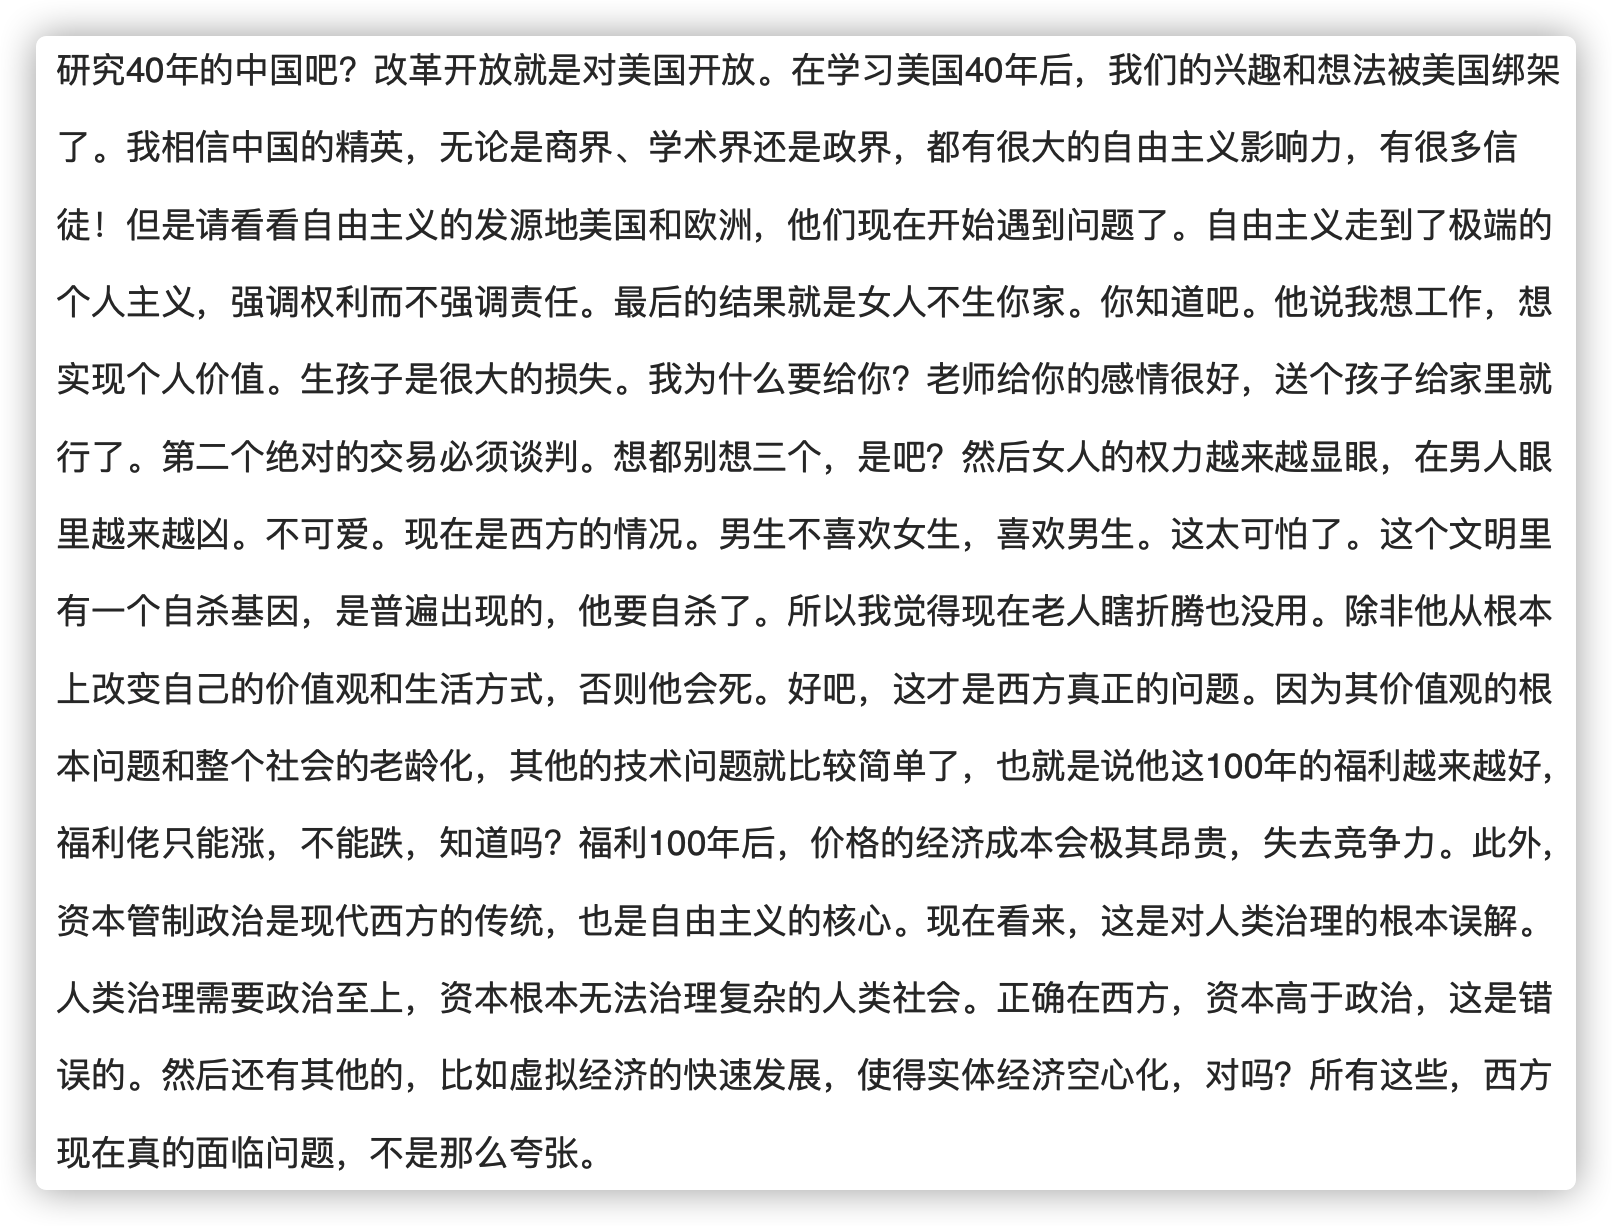 研究40年的中国吧？改革开放就是对美国开放。在学习美国40年后，我们的兴趣和想法被美国绑架
了。我相信中国的精英，无论是商界、学术界还是政界，都有很大的自由主义影响力，有很多信
徒！但是请看看自由主义的发源地美国和欧洲，他们现在开始遇到问题了。自由主义走到了极端的
个人主义，强调权利而不强调责任。最后的结果就是女人不生你家。你知道吧。他说我想工作，想
实现个人价值。生孩子是很大的损失。我为什么要给你？老师给你的感情很好，送个孩子给家里就
行了。第二个绝对的交易必须谈判。想都别想三个，是吧？然后女人的权力越来越显眼，在男人眼
里越来越凶。不可爱。现在是西方的情况。男生不喜欢女生，喜欢男生。这太可怕了。这个文明里
有一个自杀基因，是普遍出现的，他要自杀了。所以我觉得现在老人瞎折腾也没用。除非他从根本
上改变自己的价值观和生活方式，否则他会死。好吧，这才是西方真正的问题。因为其价值观的根
本问题和整个社会的老龄化，其他的技术问题就比较简单了，也就是说他这100年的福利越来越好，
福利佬只能涨，不能跌，知道吗？福利100年后，价格的经济成本会极其昂贵，失去竞争力。此外，
资本管制政治是现代西方的传统，也是自由主义的核心。现在看来，这是对人类治理的根本误解。
人类治理需要政治至上，资本根本无法治理复杂的人类社会。正确在西方，资本高于政治，这是错
误的。然后还有其他的，比如虚拟经济的快速发展，使得实体经济空心化，对吗？所有这些，西方
现在真的面临问题，不是那么夸张。